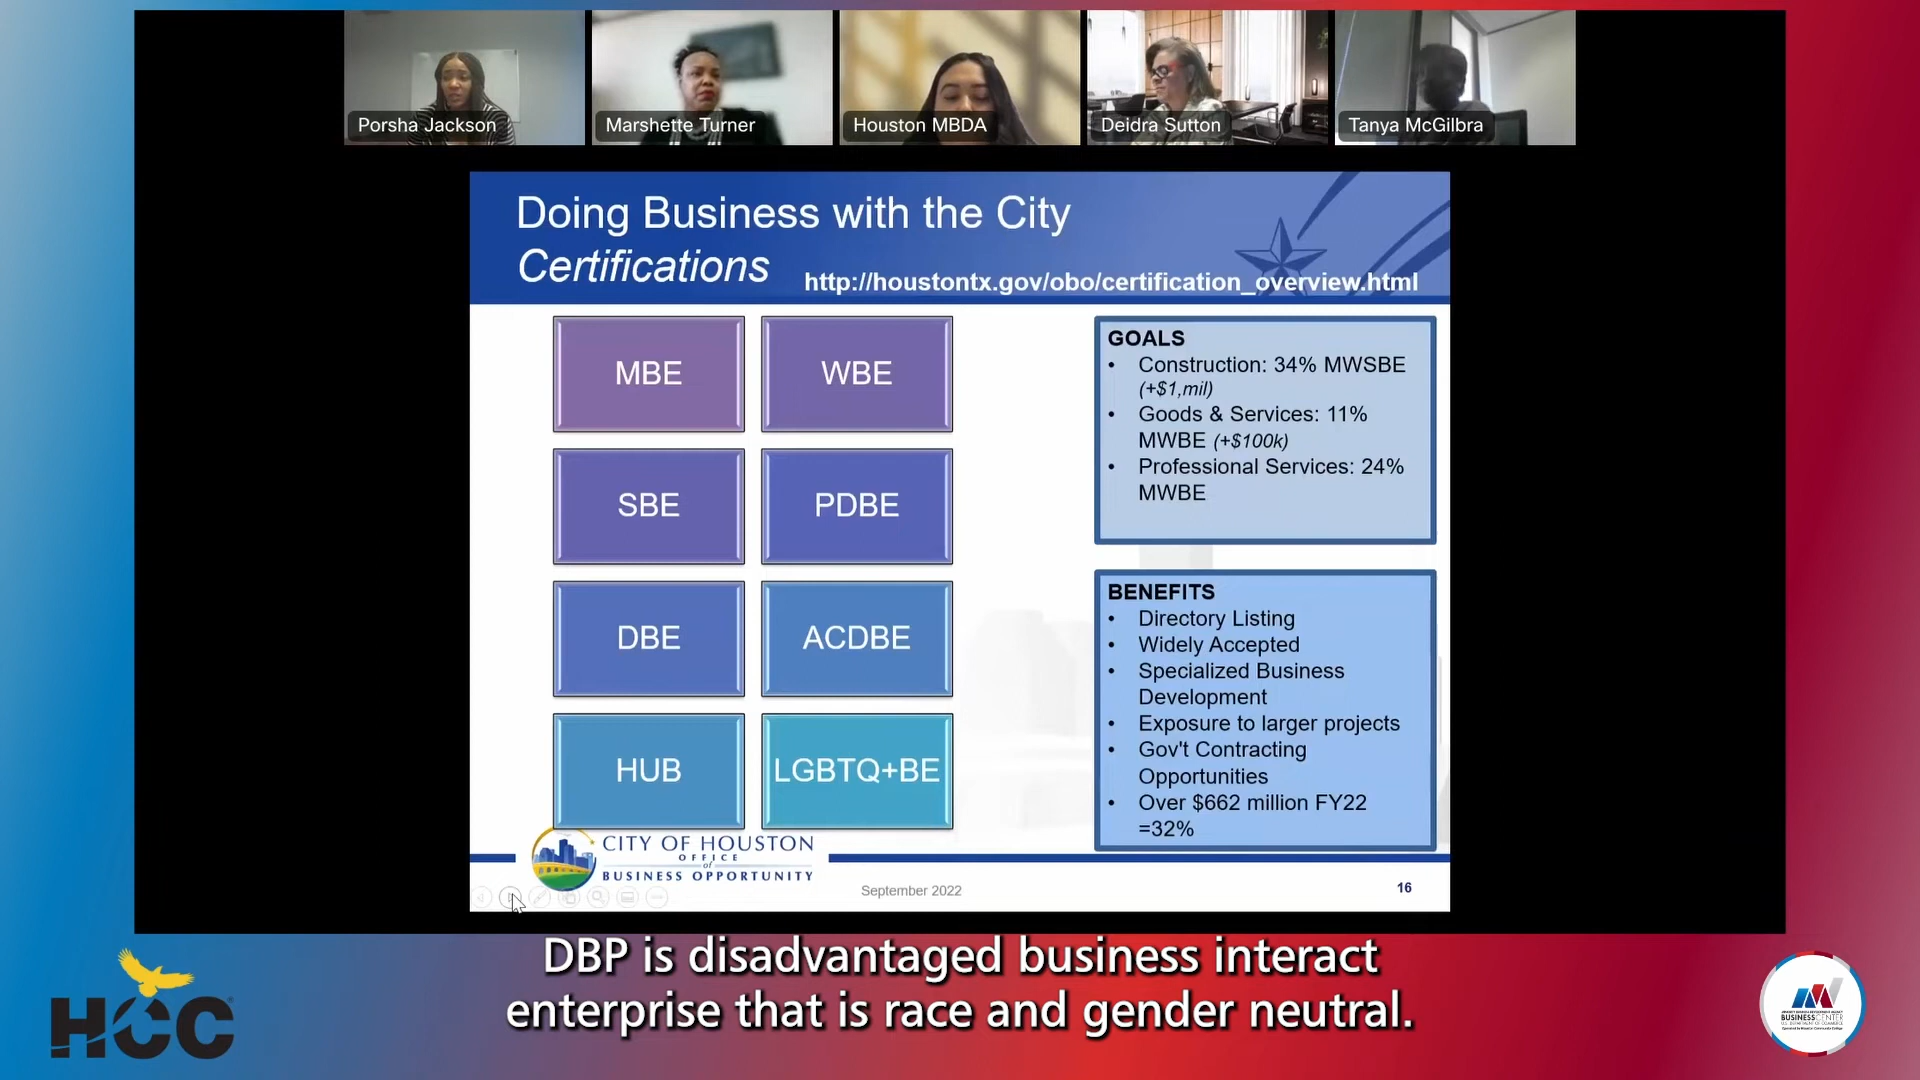 Porsha Jackson
Marshette Turner
Houston MBDA
Deidra Sutton
Tanya McGilbra
Doing Business with the City
Certifications
http://houstontx.gov/obo/certification_overview.html
MBE
WBE
SBE
PDBE
DBE
ACDBE
HUB
LGBTQ+BE
GOALS
• Construction: 34% MWSBE
(+$1,mil)
• Goods & Services: 11%
MWBE (+$100k)
• Professional Services: 24%
MWBE
BENEFITS
• Directory Listing
• Widely Accepted
• Specialized Business
Development
• Exposure to larger projects
• Gov't Contracting
Opportunities
• Over $662 million FY22
=32%
CITY OF HOUSTON
OFFICE
of
BUSINESS OPPORTUNITY
September 2022
16
DBP is disadvantaged business interact
enterprise that is race and gender neutral.
HCC
BUSINESS CENTER